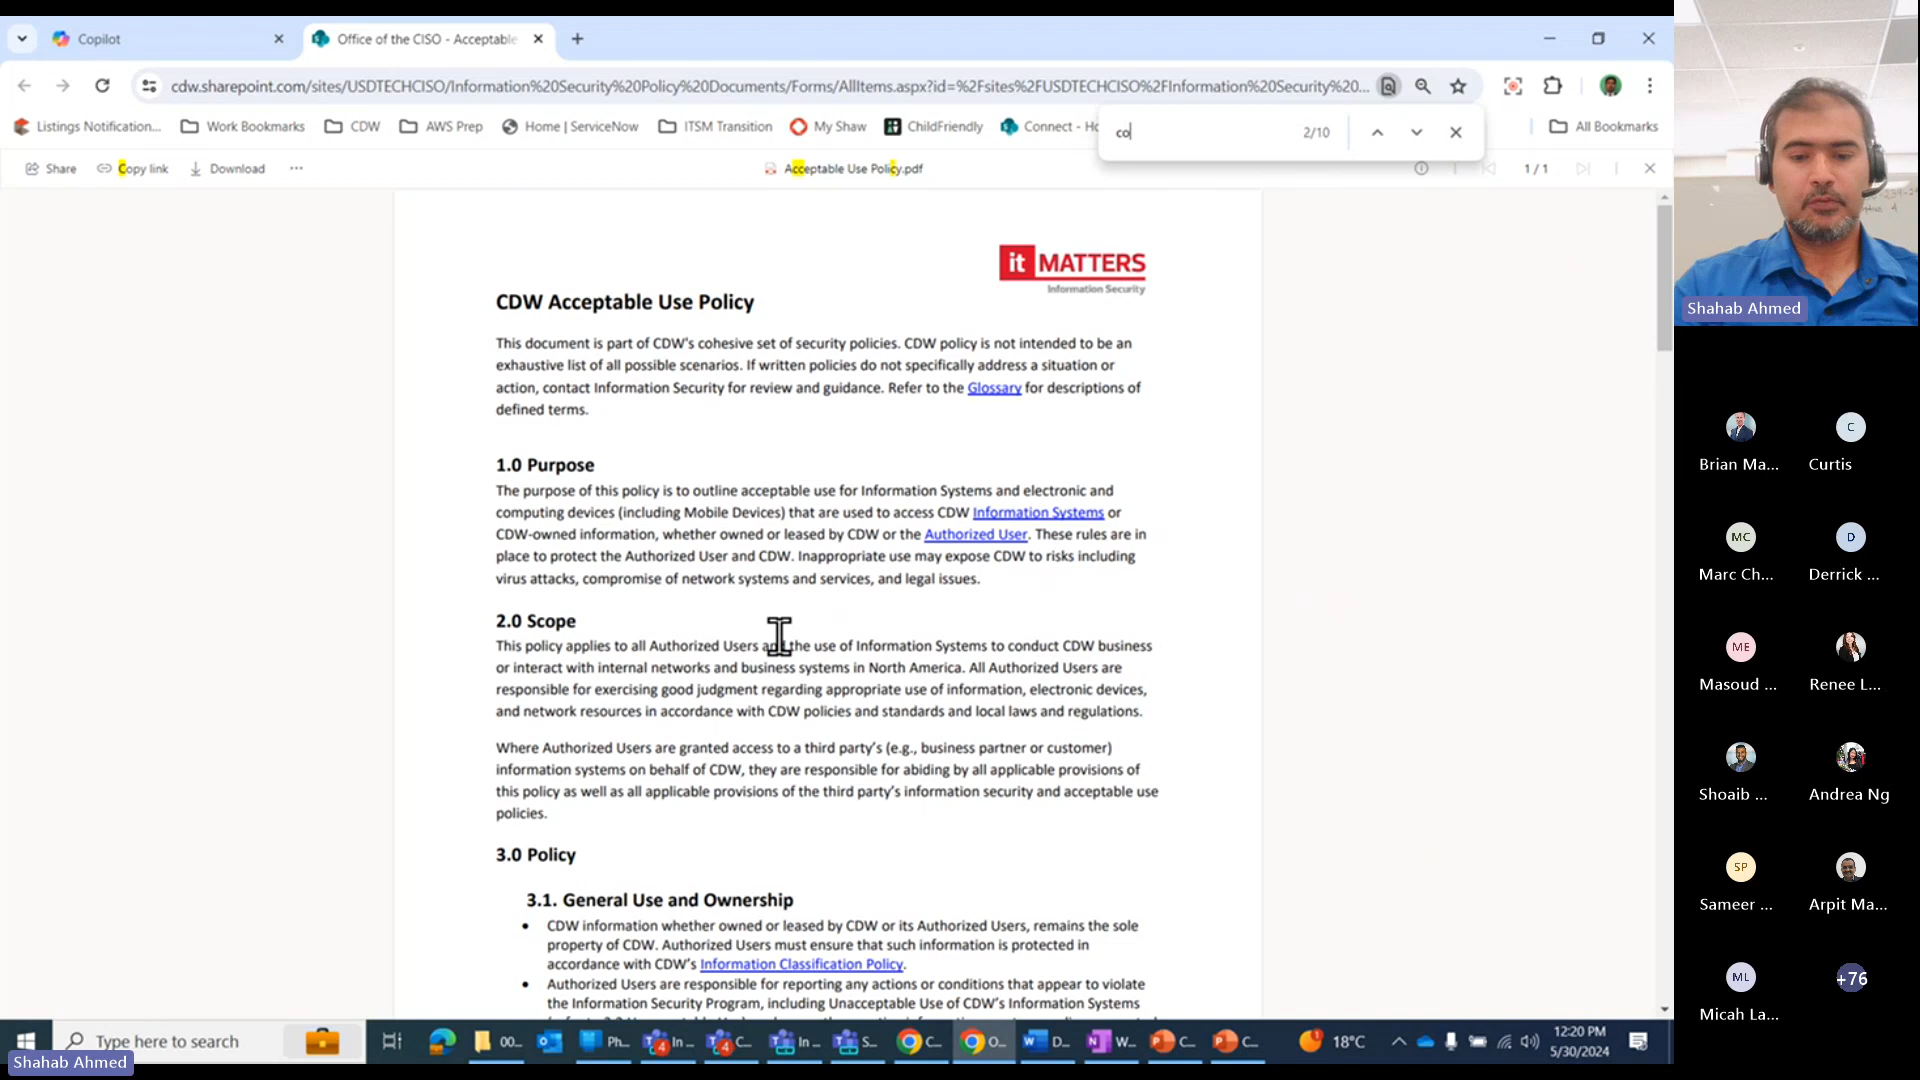 Copilot
Office of the CISO - Acceptable
cdw.sharepoint.com/sites/USDTECHCISO/Information%20Security%20Policy%20Documents/Forms/AllItems.aspx?id=%2Fsites%2FUSDTECHCISO%2FInformation%20Security%20...
Listings Notification...
Work Bookmarks
CDW
AWS Prep
Home | ServiceNow
ITSM Transition
My Shaw
ChildFriendly
Connect - Ho
All Bookmarks
co
2/10
Share
Copy link
Download
...
Acceptable Use Policy.pdf
1 / 1
it MATTERS
Information Security
CDW Acceptable Use Policy
This document is part of CDW's cohesive set of security policies. CDW policy is not intended to be an
exhaustive list of all possible scenarios. If written policies do not specifically address a situation or
action, contact Information Security for review and guidance. Refer to the Glossary for descriptions of
defined terms.
1.0 Purpose
The purpose of this policy is to outline acceptable use for Information Systems and electronic and
computing devices (including Mobile Devices) that are used to access CDW Information Systems or
CDW-owned information, whether owned or leased by CDW or the Authorized User. These rules are in
place to protect the Authorized User and CDW. Inappropriate use may expose CDW to risks including
virus attacks, compromise of network systems and services, and legal issues.
2.0 Scope
This policy applies to all Authorized Users and the use of Information Systems to conduct CDW business
or interact with internal networks and business systems in North America. All Authorized Users are
responsible for exercising good judgment regarding appropriate use of information, electronic devices,
and network resources in accordance with CDW policies and standards and local laws and regulations.
Where Authorized Users are granted access to a third party's (e.g., business partner or customer)
information systems on behalf of CDW, they are responsible for abiding by all applicable provisions of
this policy as well as all applicable provisions of the third party's information security and acceptable use
policies.
3.0 Policy
3.1. General Use and Ownership
• CDW information whether owned or leased by CDW or its Authorized Users, remains the sole
property of CDW. Authorized Users must ensure that such information is protected in
accordance with CDW's Information Classification Policy.
• Authorized Users are responsible for reporting any actions or conditions that appear to violate
the Information Security Program, including Unacceptable Use of CDW's Information Systems
Type here to search
00...
Ph...
In ...
C...
In ...
S...
C...
O...
D...
W...
C...
C...
18°C
12:20 PM
5/30/2024
Shahab Ahmed
Shahab Ahmed
Brian Ma...
C
Curtis
MC
Marc Ch...
D
Derrick ...
ME
Masoud ...
Renee L...
Shoaib ...
Andrea Ng
SP
Sameer ...
Arpit Ma...
ML
Micah La...
+76